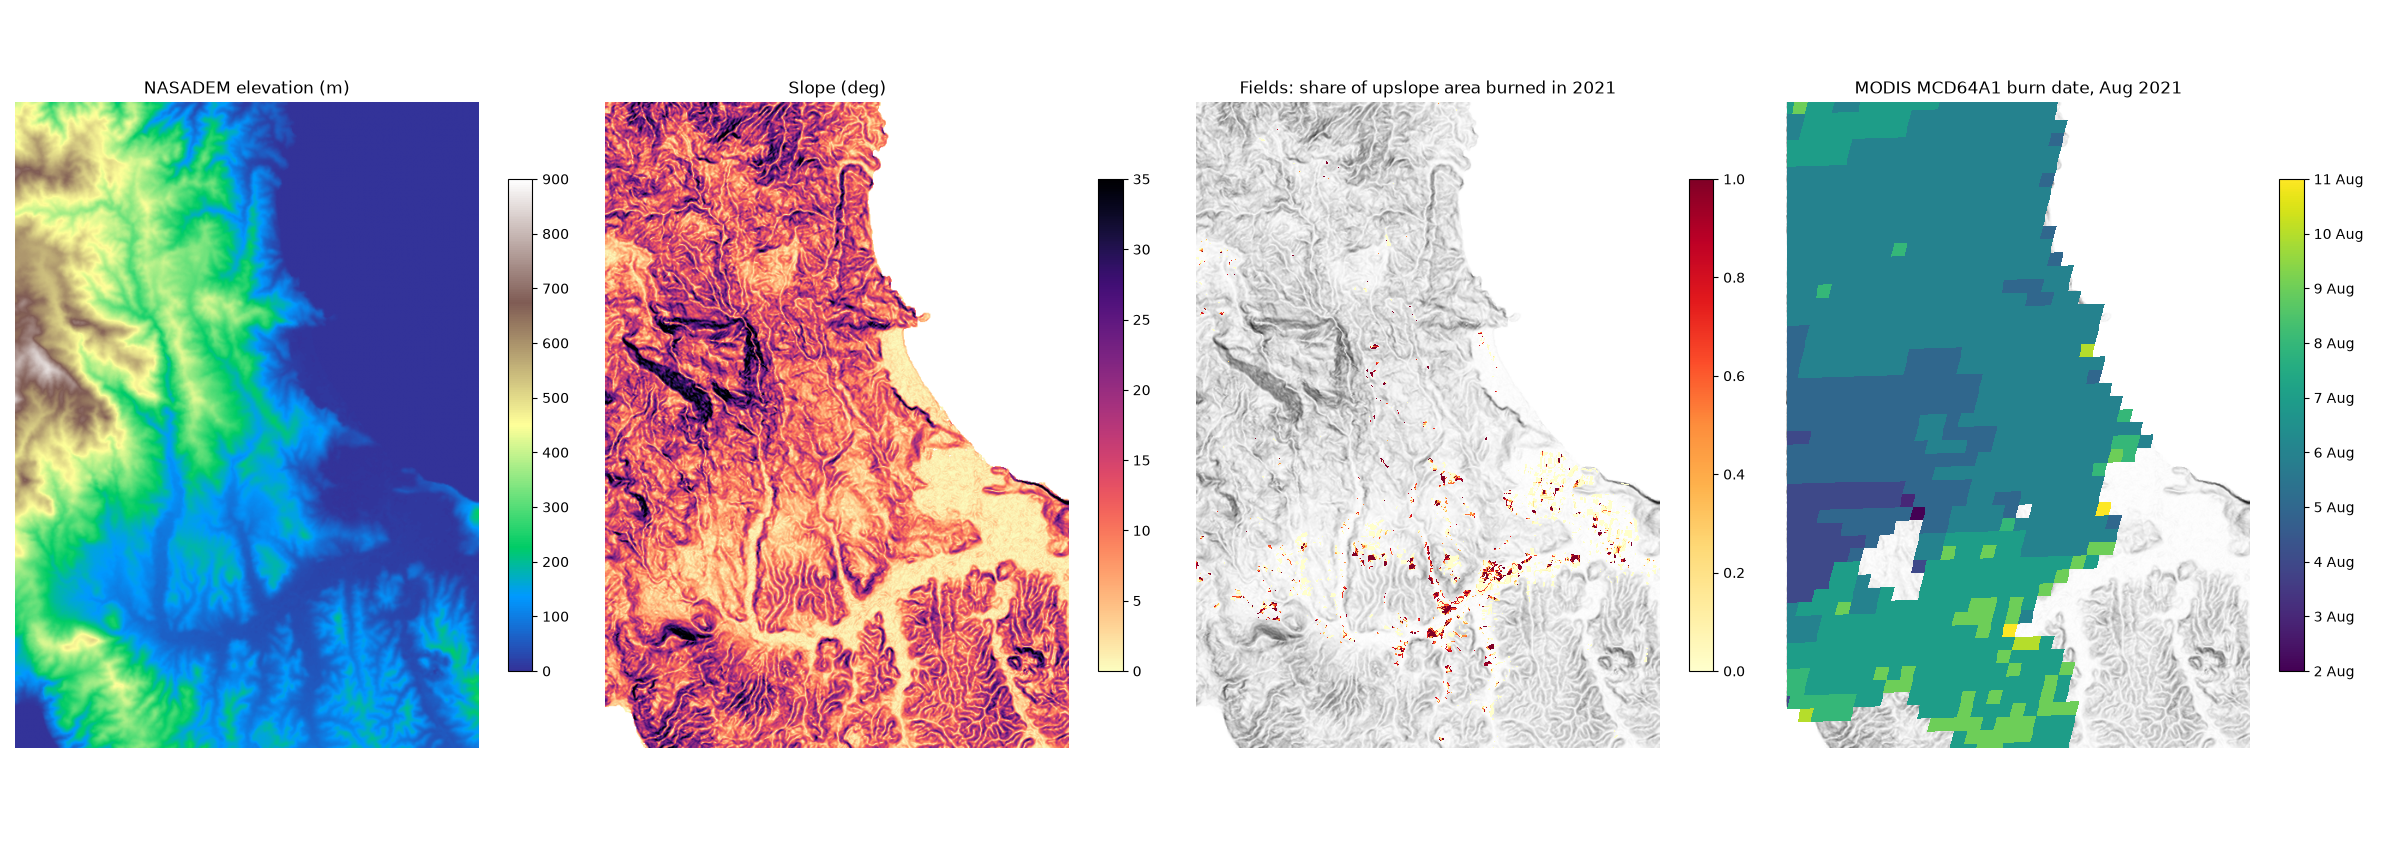 NASADEM elevation (m)
900
800
700
600
500
400
300
200
100
0
Slope (deg)
35
30
25
20
15
10
5
0
Fields: share of upslope area burned in 2021
1.0
0.8
0.6
0.4
0.2
0.0
MODIS MCD64A1 burn date, Aug 2021
11 Aug
10 Aug
9 Aug
8 Aug
7 Aug
6 Aug
5 Aug
4 Aug
3 Aug
2 Aug